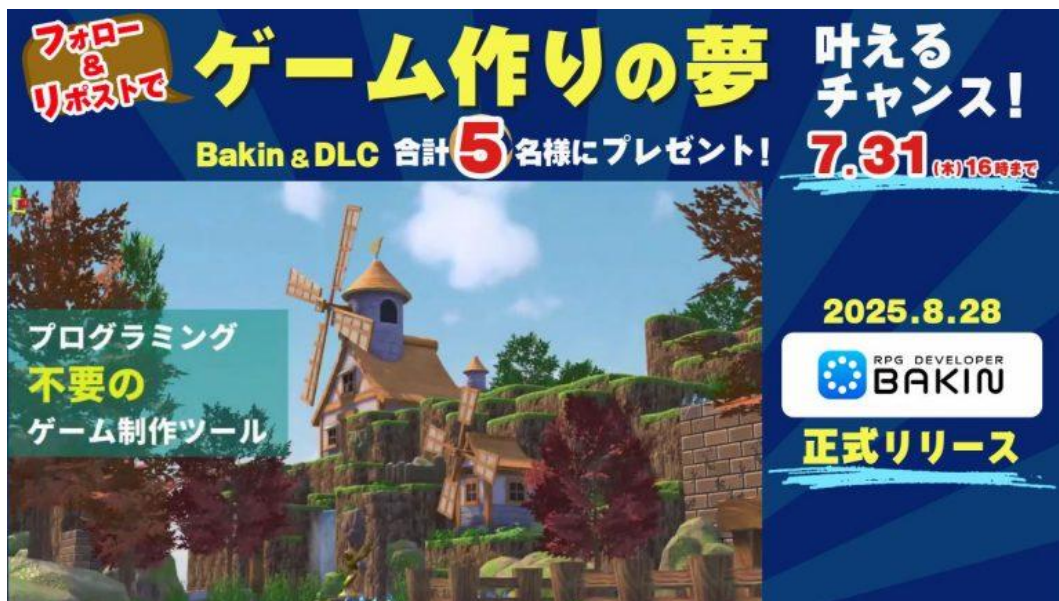 フォロー
&
リポストで
ゲーム作りの夢
叶える
チャンス!
Bakin & DLC 合計5名様にプレゼント!
7.31(木)16時まで
プログラミング
不要の
ゲーム制作ツール
2025.8.28
RPG DEVELOPER
BAKIN
正式リリース